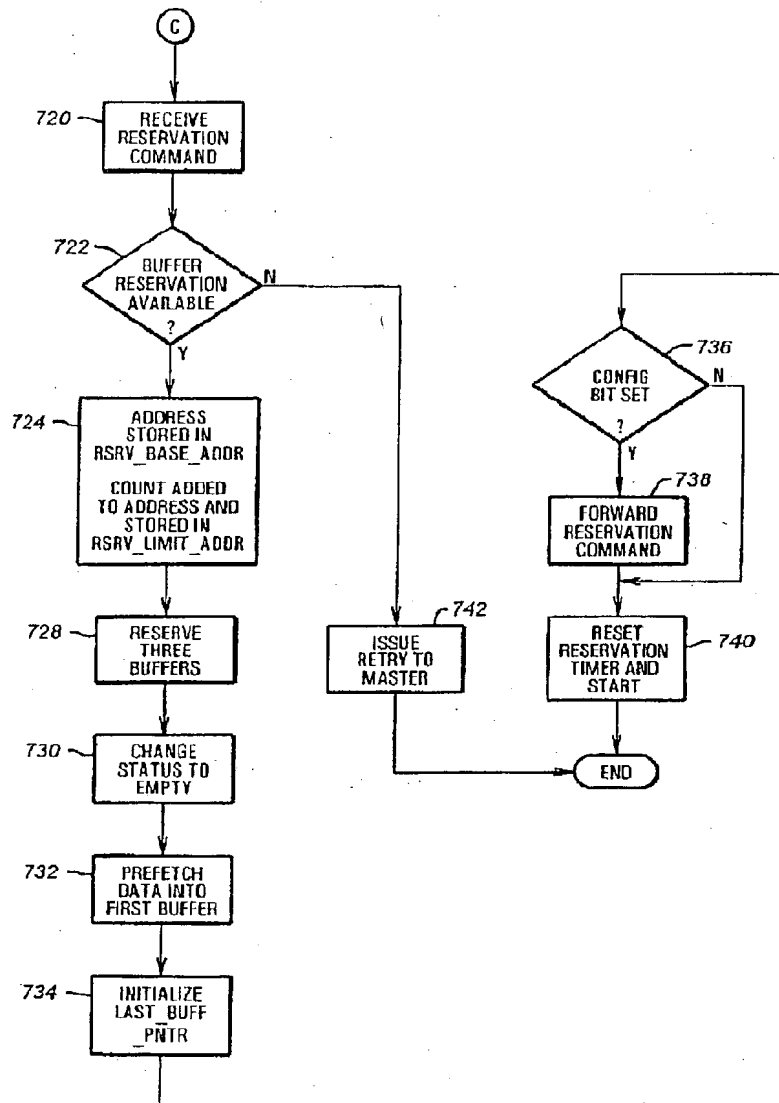 C
720
RECEIVE
RESERVATION
COMMAND
722
BUFFER
RESERVATION
AVAILABLE
?
N
Y
724
ADDRESS
STORED IN
RSRV_BASE_ADDR
COUNT ADDED
TO ADDRESS AND
STORED IN
RSRV_LIMIT_ADDR
728
RESERVE
THREE
BUFFERS
730
CHANGE
STATUS TO
EMPTY
732
PREFETCH
DATA INTO
FIRST BUFFER
734
INITIALIZE
LAST_BUFF
_PNTR
742
ISSUE
RETRY TO
MASTER
736
CONFIG
BIT SET
?
N
Y
738
FORWARD
RESERVATION
COMMAND
740
RESET
RESERVATION
TIMER AND
START
END